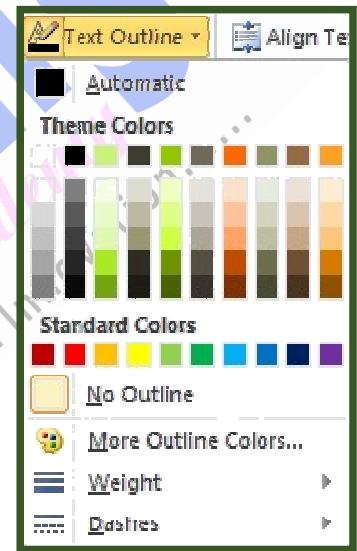 Text Outline Align Te
Automatic
Theme Colors
Standard Colors
No Outline
More Outline Colors...
Weight
Dashes